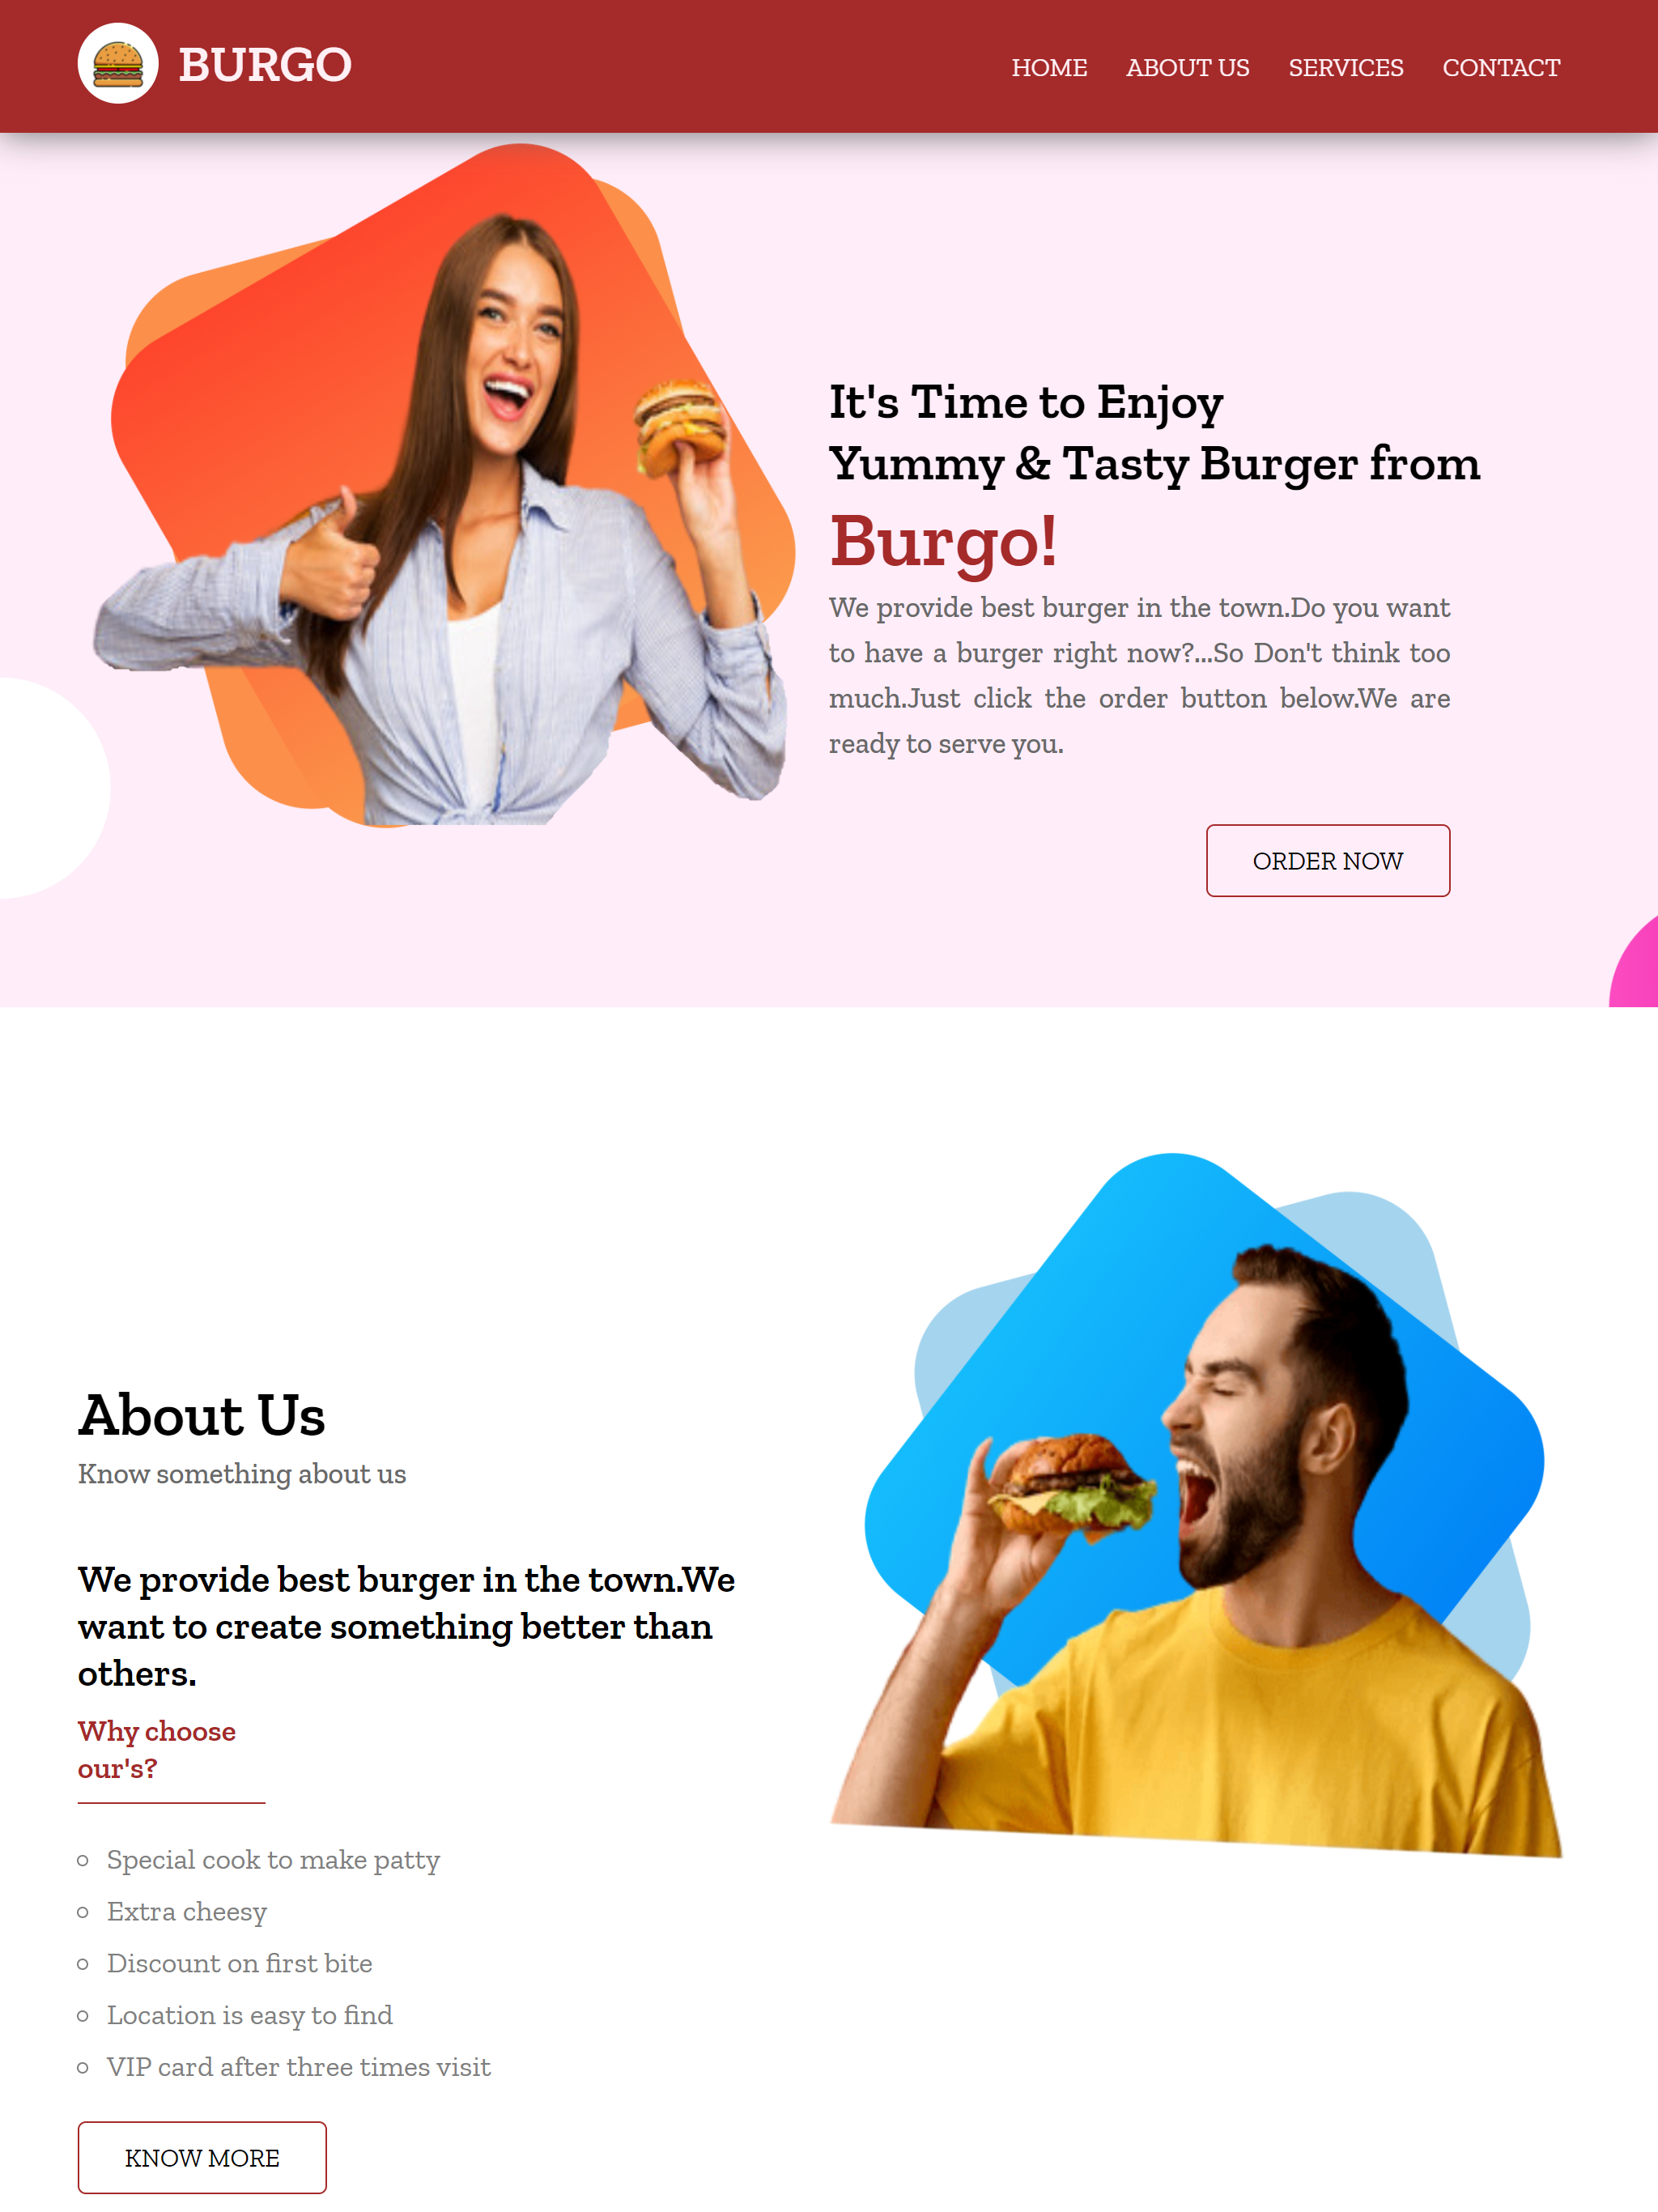 BURGO
HOME ABOUT US SERVICES CONTACT
It's Time to Enjoy
Yummy & Tasty Burger from
Burgo!
We provide best burger in the town.Do you want
to have a burger right now?...So Don't think too
much.Just click the order button below.We are
ready to serve you.
ORDER NOW
About Us
Know something about us
We provide best burger in the town.We
want to create something better than
others.
Why choose
our's?
Special cook to make patty
Extra cheesy
Discount on first bite
Location is easy to find
VIP card after three times visit
KNOW MORE